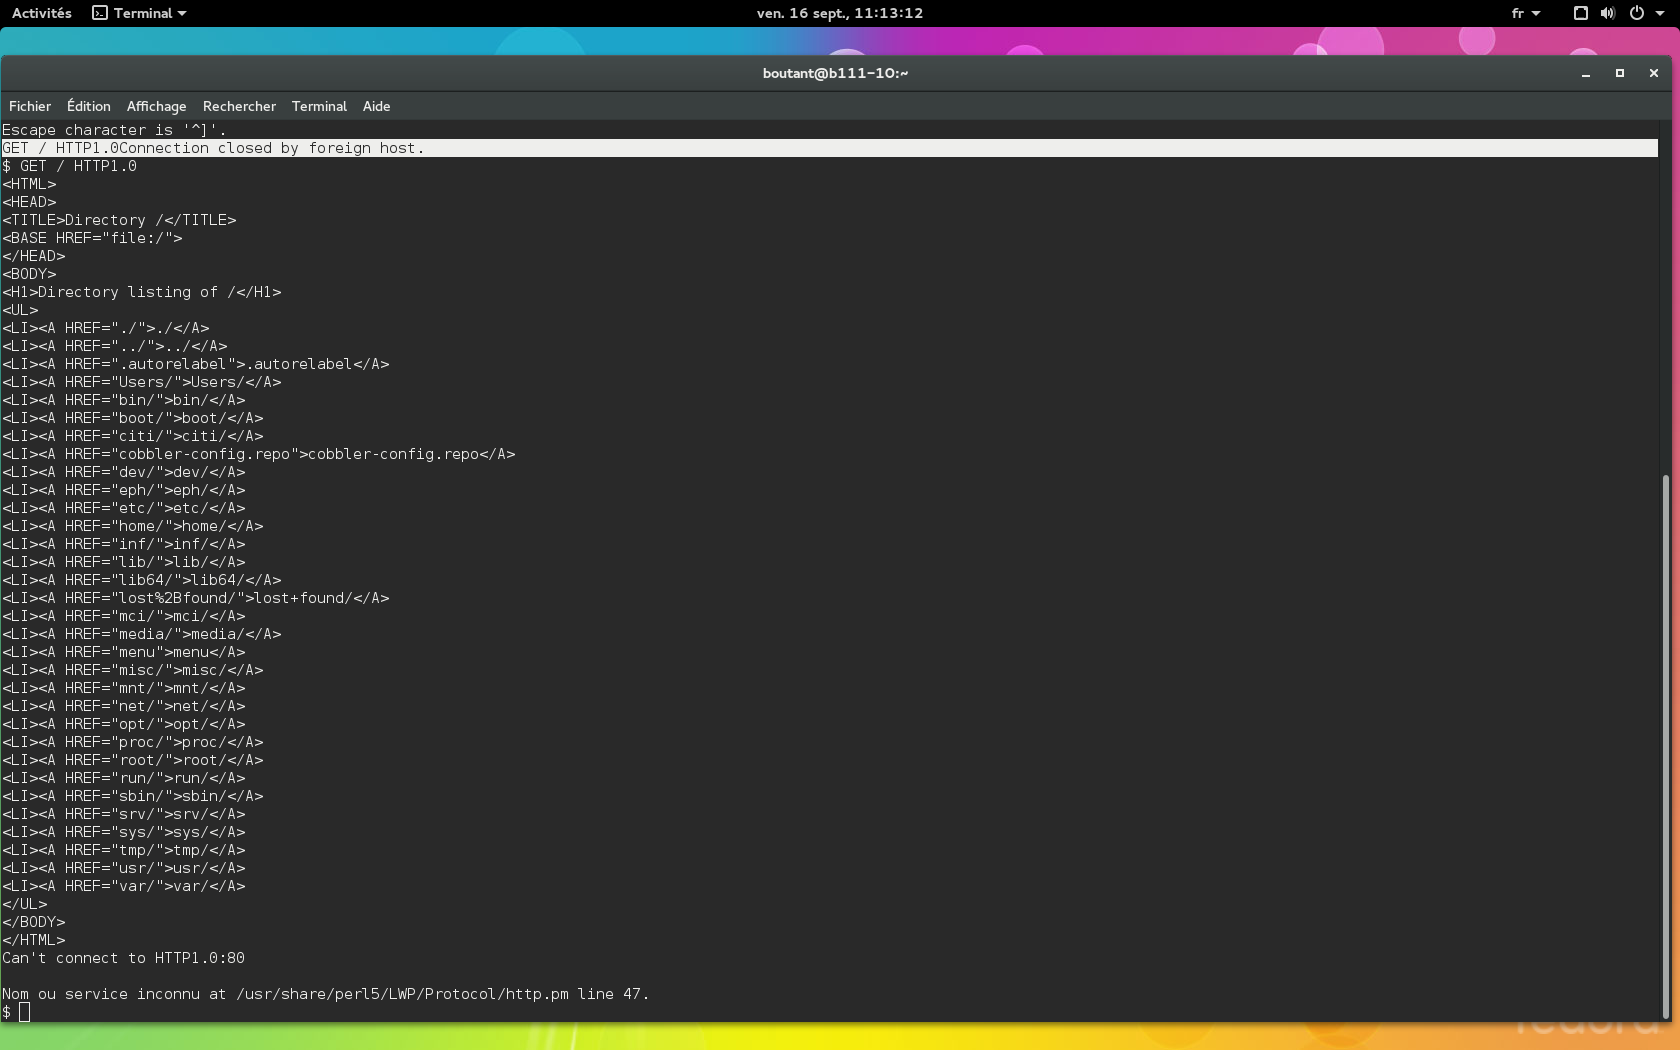 Activités Terminal ven. 16 sept., 11:13:12 fr
boutant@b111-10:~
Fichier Édition Affichage Rechercher Terminal Aide
Escape character is '^]'.
GET / HTTP1.0Connection closed by foreign host.
$ GET / HTTP1.0
<HTML>
<HEAD>
<TITLE>Directory /</TITLE>
<BASE HREF="file:/">
</HEAD>
<BODY>
<H1>Directory listing of /</H1>
<UL>
<LI><A HREF="./">./</A>
<LI><A HREF="../">../</A>
<LI><A HREF=".autorelabel">.autorelabel</A>
<LI><A HREF="Users/">Users/</A>
<LI><A HREF="bin/">bin/</A>
<LI><A HREF="boot/">boot/</A>
<LI><A HREF="citi/">citi/</A>
<LI><A HREF="cobbler-config.repo">cobbler-config.repo</A>
<LI><A HREF="dev/">dev/</A>
<LI><A HREF="eph/">eph/</A>
<LI><A HREF="etc/">etc/</A>
<LI><A HREF="home/">home/</A>
<LI><A HREF="inf/">inf/</A>
<LI><A HREF="lib/">lib/</A>
<LI><A HREF="lib64/">lib64/</A>
<LI><A HREF="lost%2Bfound/">lost+found/</A>
<LI><A HREF="mci/">mci/</A>
<LI><A HREF="media/">media/</A>
<LI><A HREF="menu">menu</A>
<LI><A HREF="misc/">misc/</A>
<LI><A HREF="mnt/">mnt/</A>
<LI><A HREF="net/">net/</A>
<LI><A HREF="opt/">opt/</A>
<LI><A HREF="proc/">proc/</A>
<LI><A HREF="root/">root/</A>
<LI><A HREF="run/">run/</A>
<LI><A HREF="sbin/">sbin/</A>
<LI><A HREF="srv/">srv/</A>
<LI><A HREF="sys/">sys/</A>
<LI><A HREF="tmp/">tmp/</A>
<LI><A HREF="usr/">usr/</A>
<LI><A HREF="var/">var/</A>
</UL>
</BODY>
</HTML>
Can't connect to HTTP1.0:80
Nom ou service inconnu at /usr/share/perl5/LWP/Protocol/http.pm line 47.
$
fedora